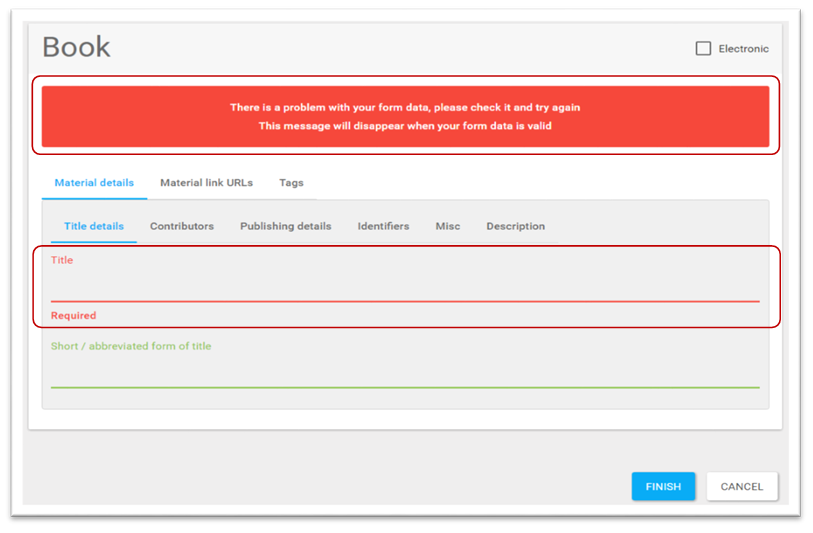 Book
Electronic
There is a problem with your form data, please check it and try again
This message will disappear when your form data is valid
Material details Material link URLs Tags
Title details Contributors Publishing details Identifiers Misc Description
Title
Required
Short / abbreviated form of title
FINISH CANCEL